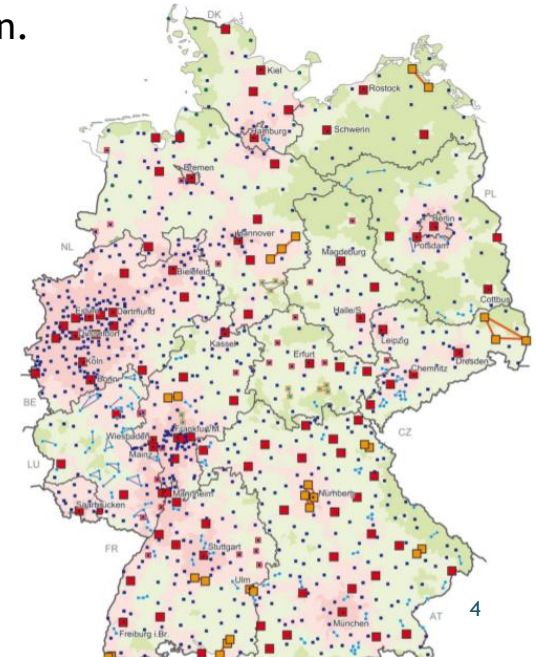 n.
DK
Kiel
Rostock
Hamburg
Schwerin
Bremen
PL
Berlin
NL
Hannover
Potsdam
Magdeburg
Bielefeld
Cottbus
Essen
Dortmund
Halle/S.
Düsseldorf
Leipzig
Kassel
Köln
Erfurt
Dresden
Chemnitz
Bonn
BE
Frankfurt/M.
Wiesbaden
CZ
Mainz
LU
Mannheim
Nürnberg
Saarbrücken
FR
Stuttgart
Ulm
4
München
AT
Freiburg i.Br.